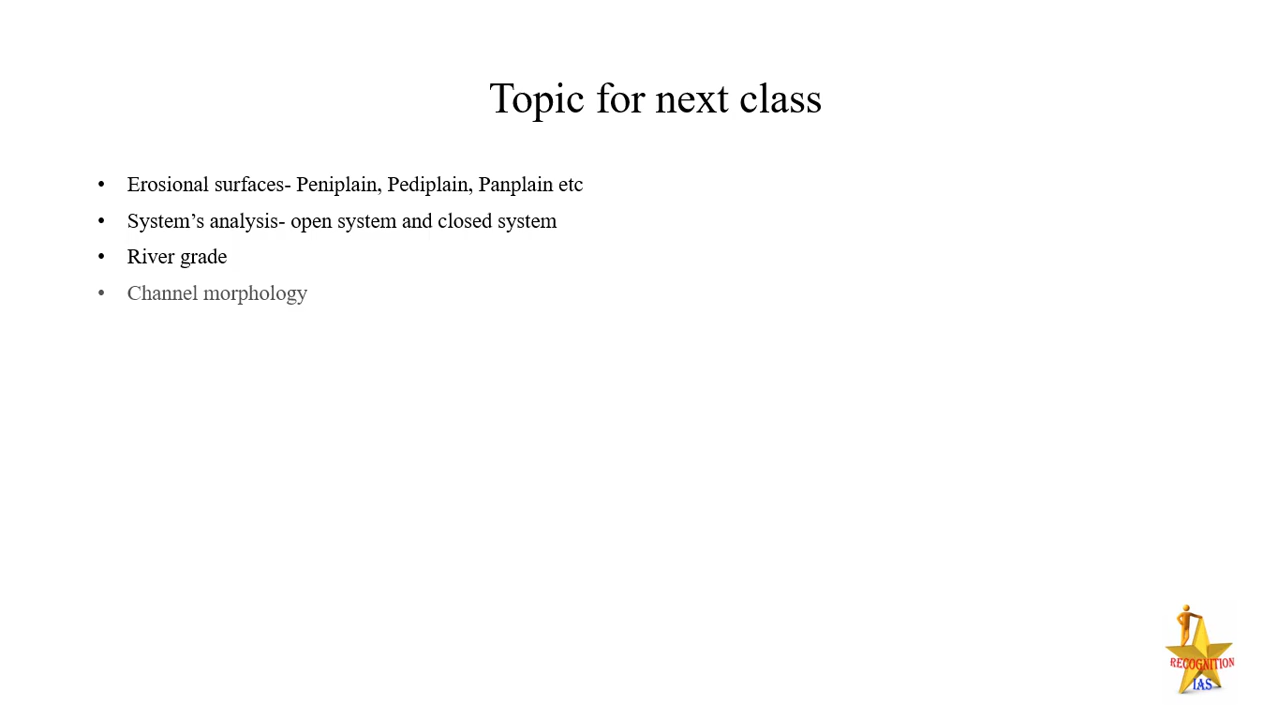 Topic for next class
• Erosional surfaces- Peniplain, Pediplain, Panplain etc
• System’s analysis- open system and closed system
• River grade
• Channel morphology
RECOGNITION
IAS